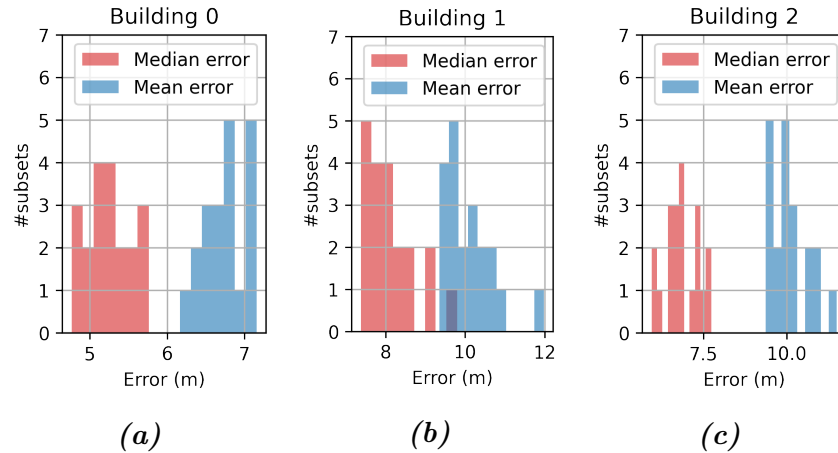 Building 0
7
6
5
4
3
2
1
0
#subsets
Median error
Mean error
5 6 7
Error (m)
(a)
Building 1
7
6
5
4
3
2
1
0
#subsets
Median error
Mean error
8 10 12
Error (m)
(b)
Building 2
7
6
5
4
3
2
1
0
#subsets
Median error
Mean error
7.5 10.0
Error (m)
(c)